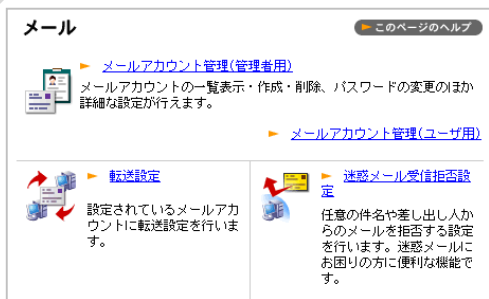 メール
このページのヘルプ
メールアカウント管理(管理者用)
メールアカウントの一覧表示・作成・削除、パスワードの変更のほか
詳細な設定が行えます。
メールアカウント管理(ユーザ用)
転送設定
設定されているメールアカ
ウントに転送設定を行いま
す。
迷惑メール受信拒否設
定
任意の件名や差し出し人か
らのメールを拒否する設定
を行います。迷惑メールに
お困りの方に便利な機能で
す。